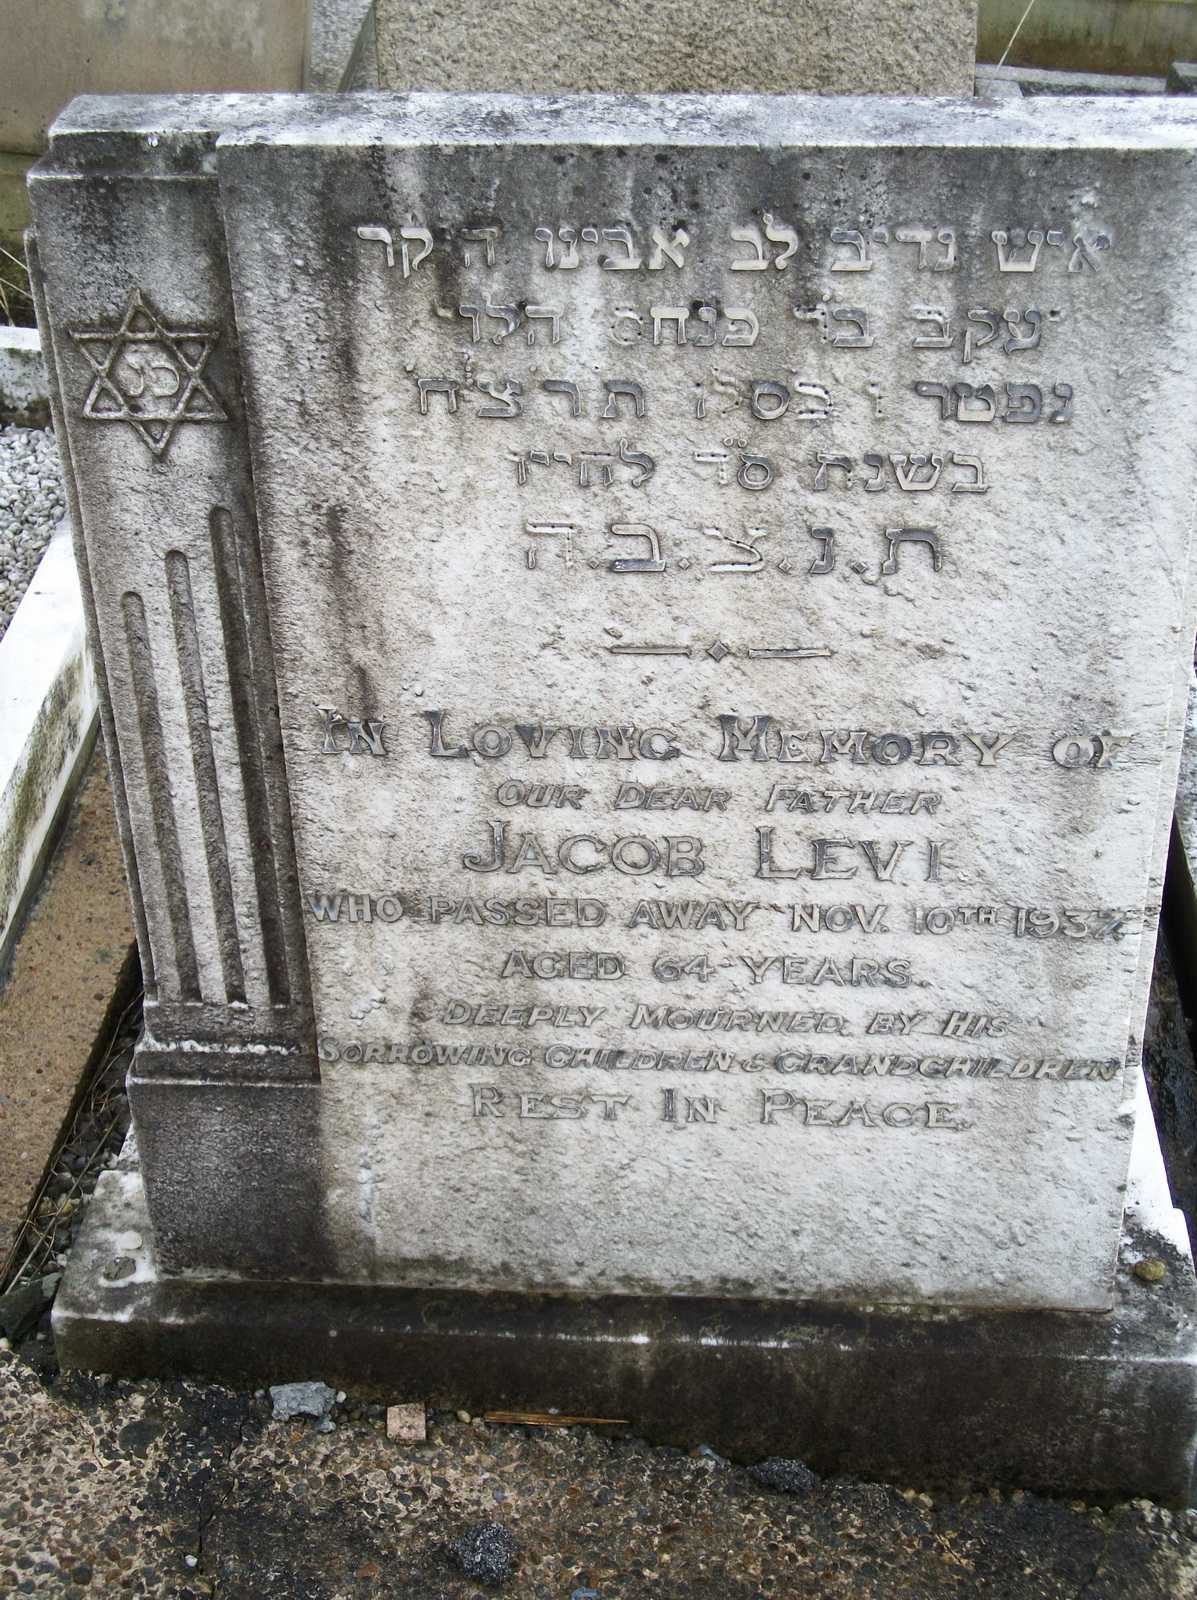 פנ
איש נדיב לב אבינו היקר
יעקב בר פנחס הלוי
נפטר ו כסלו תרצ"ח
בשנת ס"ד לחייו
ת.נ.צ.ב.ה
IN LOVING MEMORY OF
OUR DEAR FATHER
JACOB LEVI
WHO PASSED AWAY NOV. 10TH 1937.
AGED 64 YEARS.
DEEPLY MOURNED BY HIS
SORROWING CHILDREN & GRANDCHILDREN
REST IN PEACE.